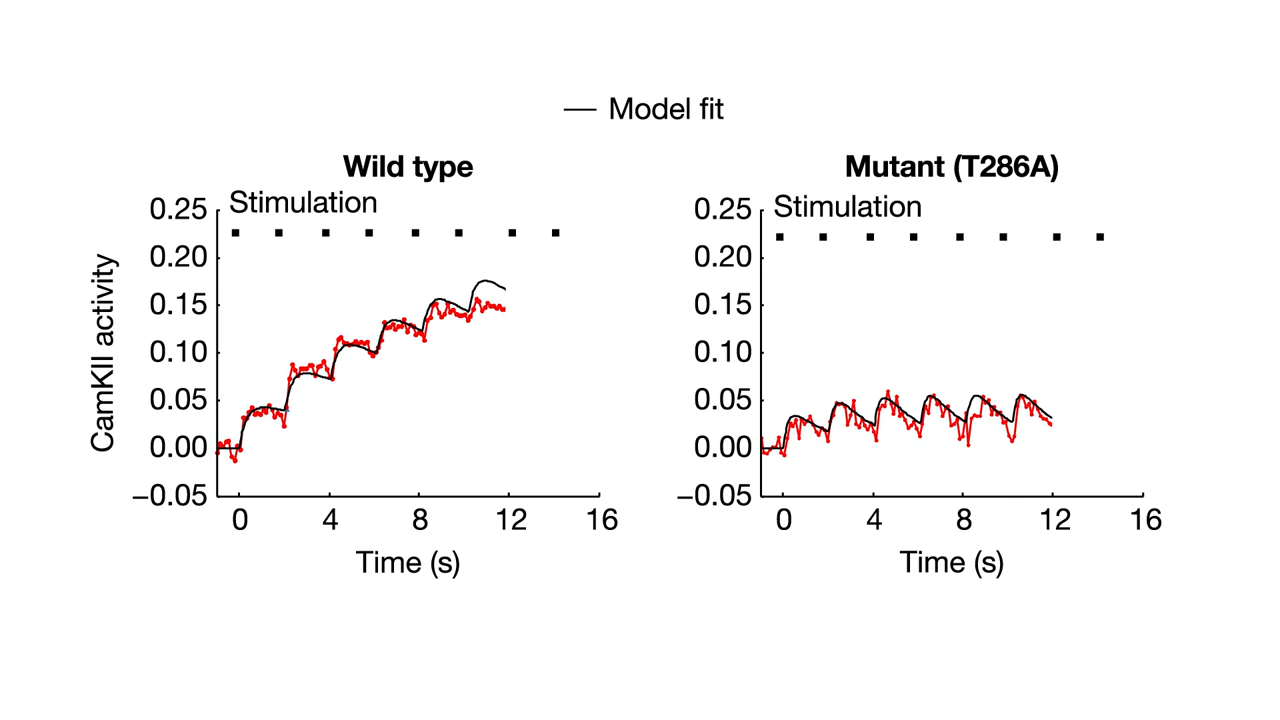 Model fit
Wild type
Stimulation
0.25
0.20
0.15
0.10
0.05
0.00
−0.05
CamKII activity
0 4 8 12 16
Time (s)
Mutant (T286A)
Stimulation
0.25
0.20
0.15
0.10
0.05
0.00
−0.05
0 4 8 12 16
Time (s)